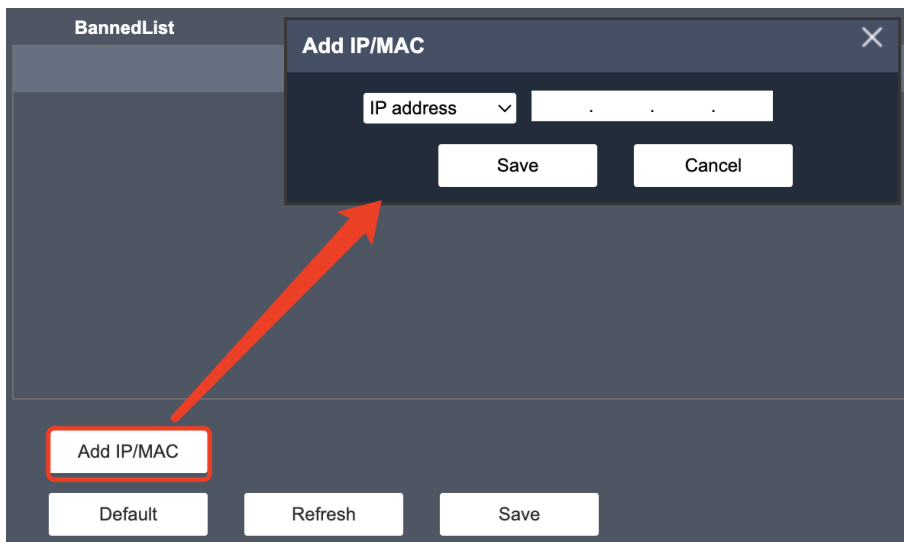 BannedList
Add IP/MAC
IP address . . .
Save Cancel
Add IP/MAC
Default Refresh Save